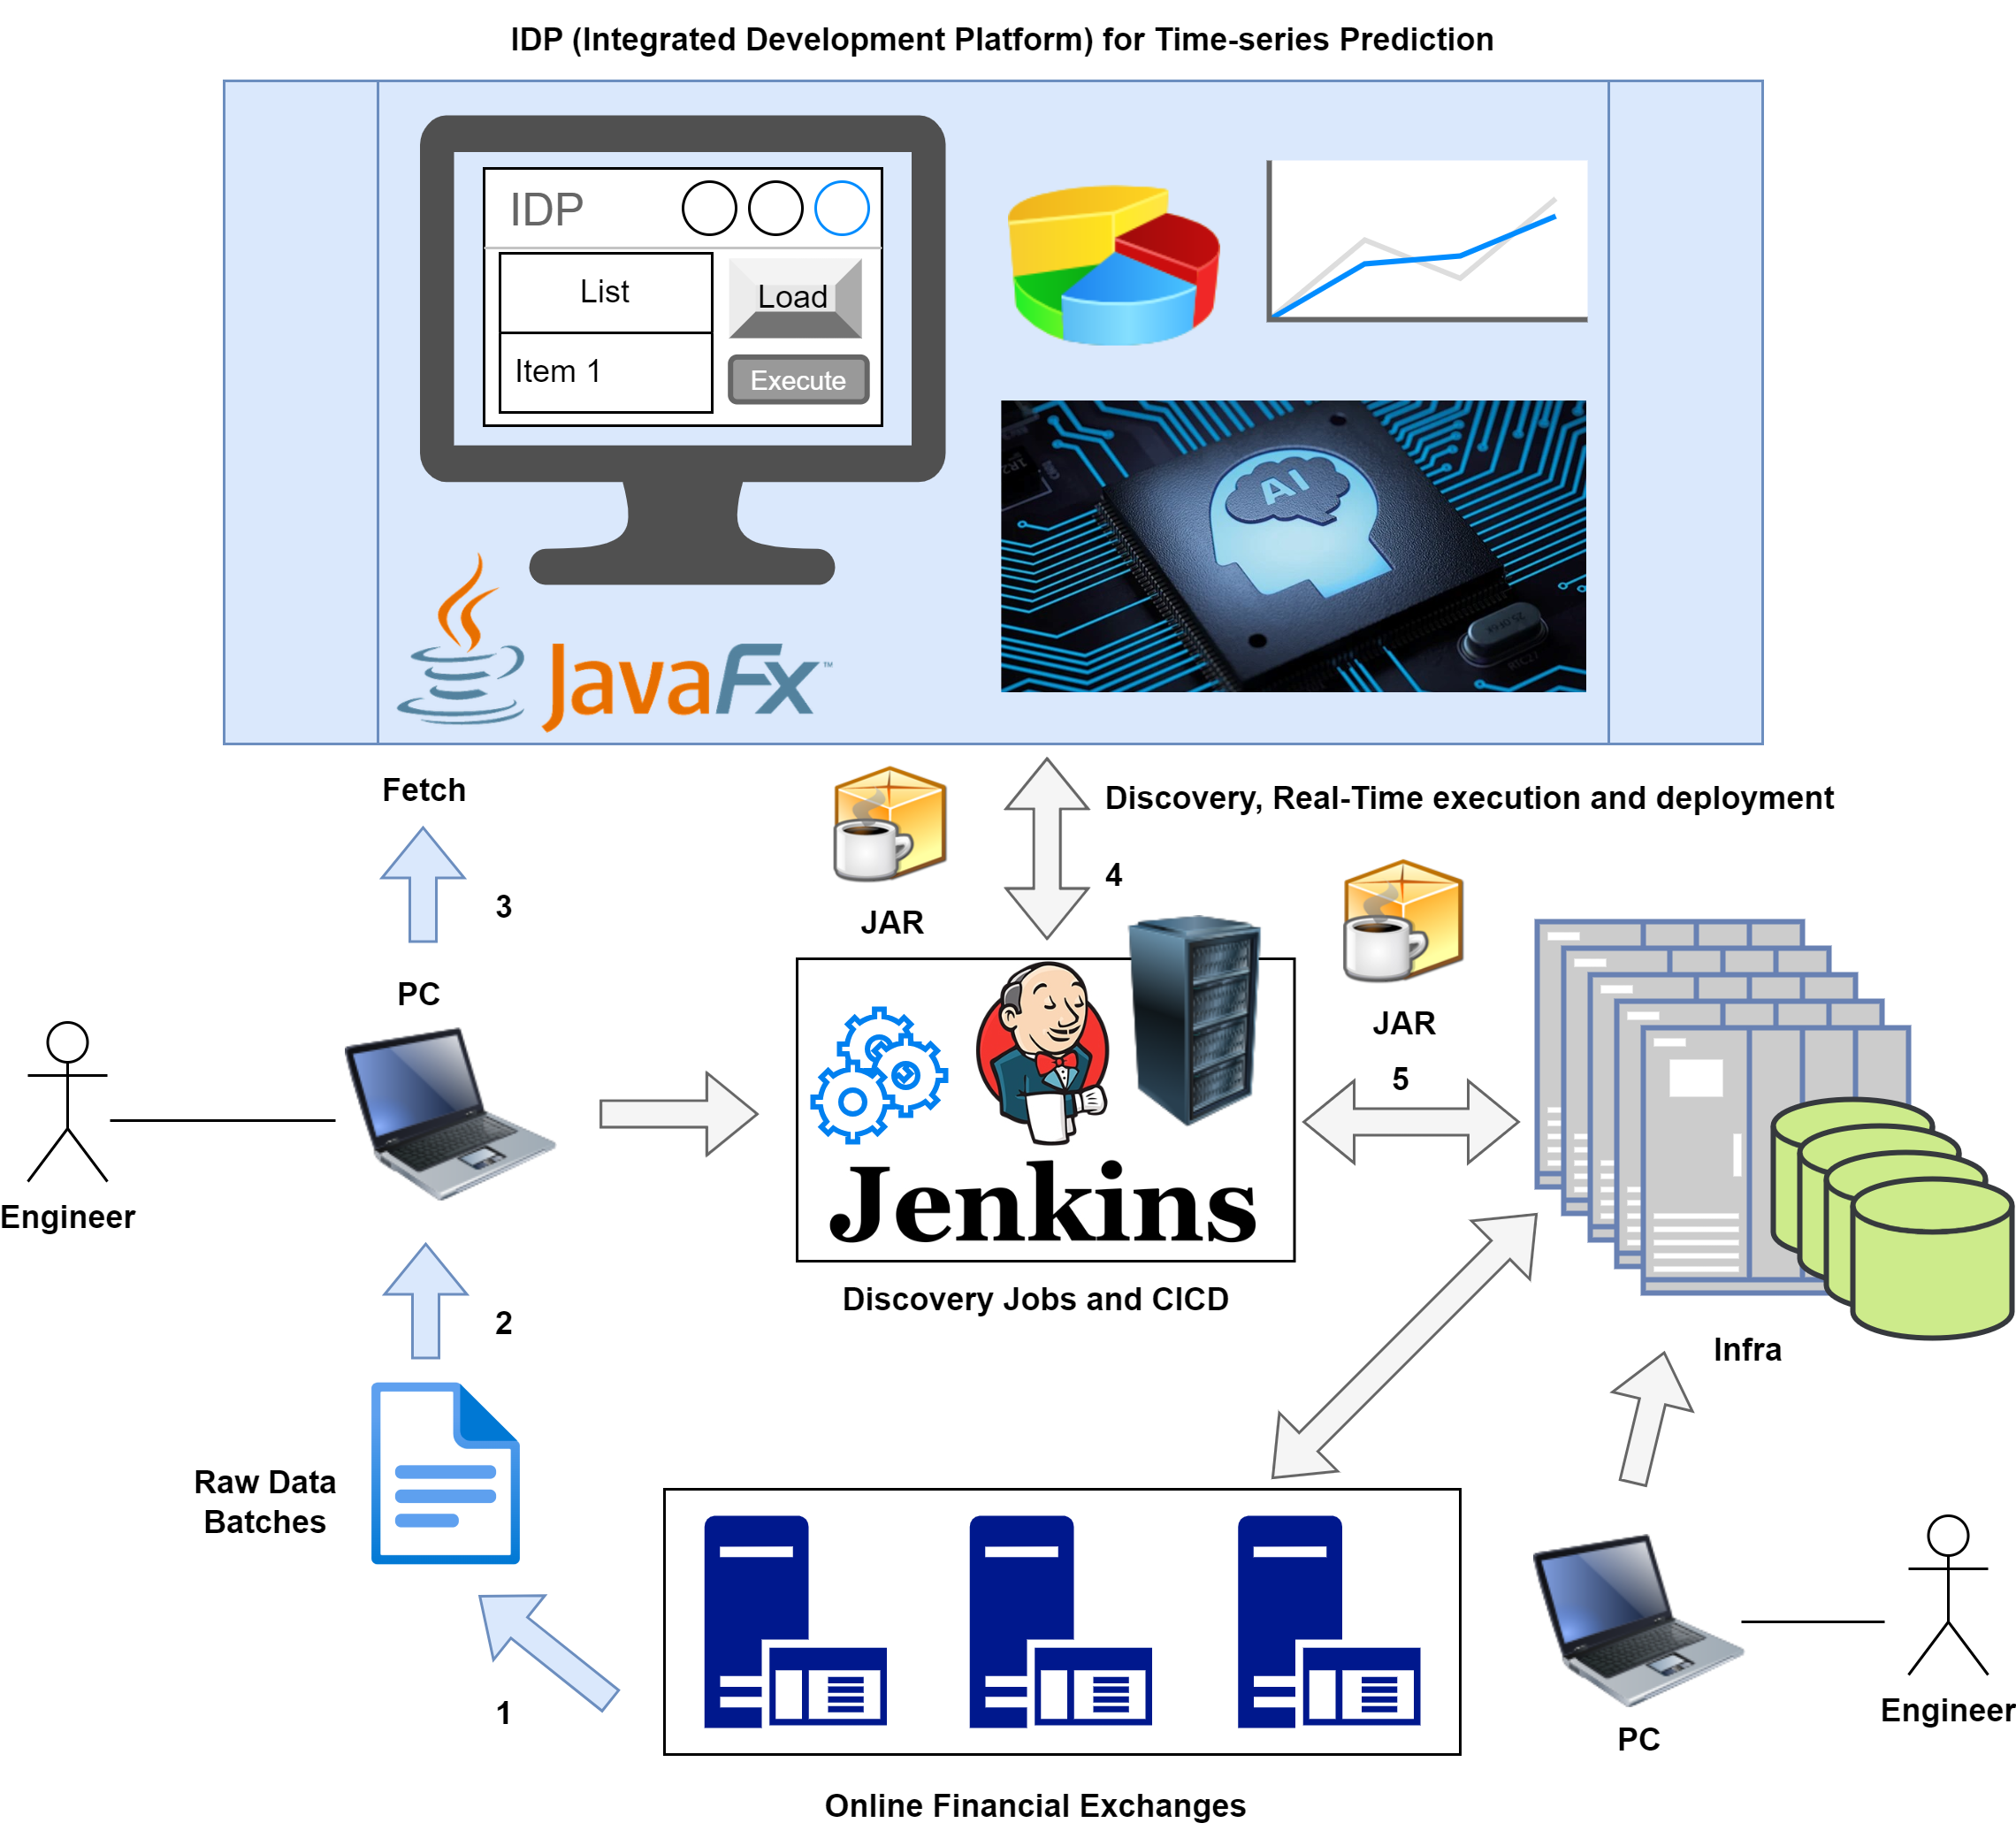 IDP (Integrated Development Platform) for Time-series Prediction
IDP
List
Load
Item 1
Execute
AI
JavaFx™
Fetch
Discovery, Real-Time execution and deployment
3
4
JAR
PC
JAR
5
Engineer
Jenkins
Discovery Jobs and CICD
2
Infra
Raw Data
Batches
1
Engineer
PC
Online Financial Exchanges